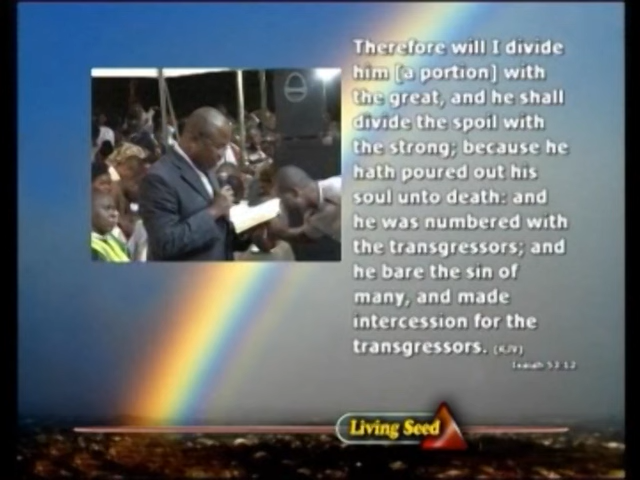 Therefore will I divide
him [a portion] with
the great, and he shall
divide the spoil with
the strong; because he
hath poured out his
soul unto death: and
he was numbered with
the transgressors; and
he bare the sin of
many, and made
intercession for the
transgressors. (KJV)
Isaiah 53:12
Living Seed